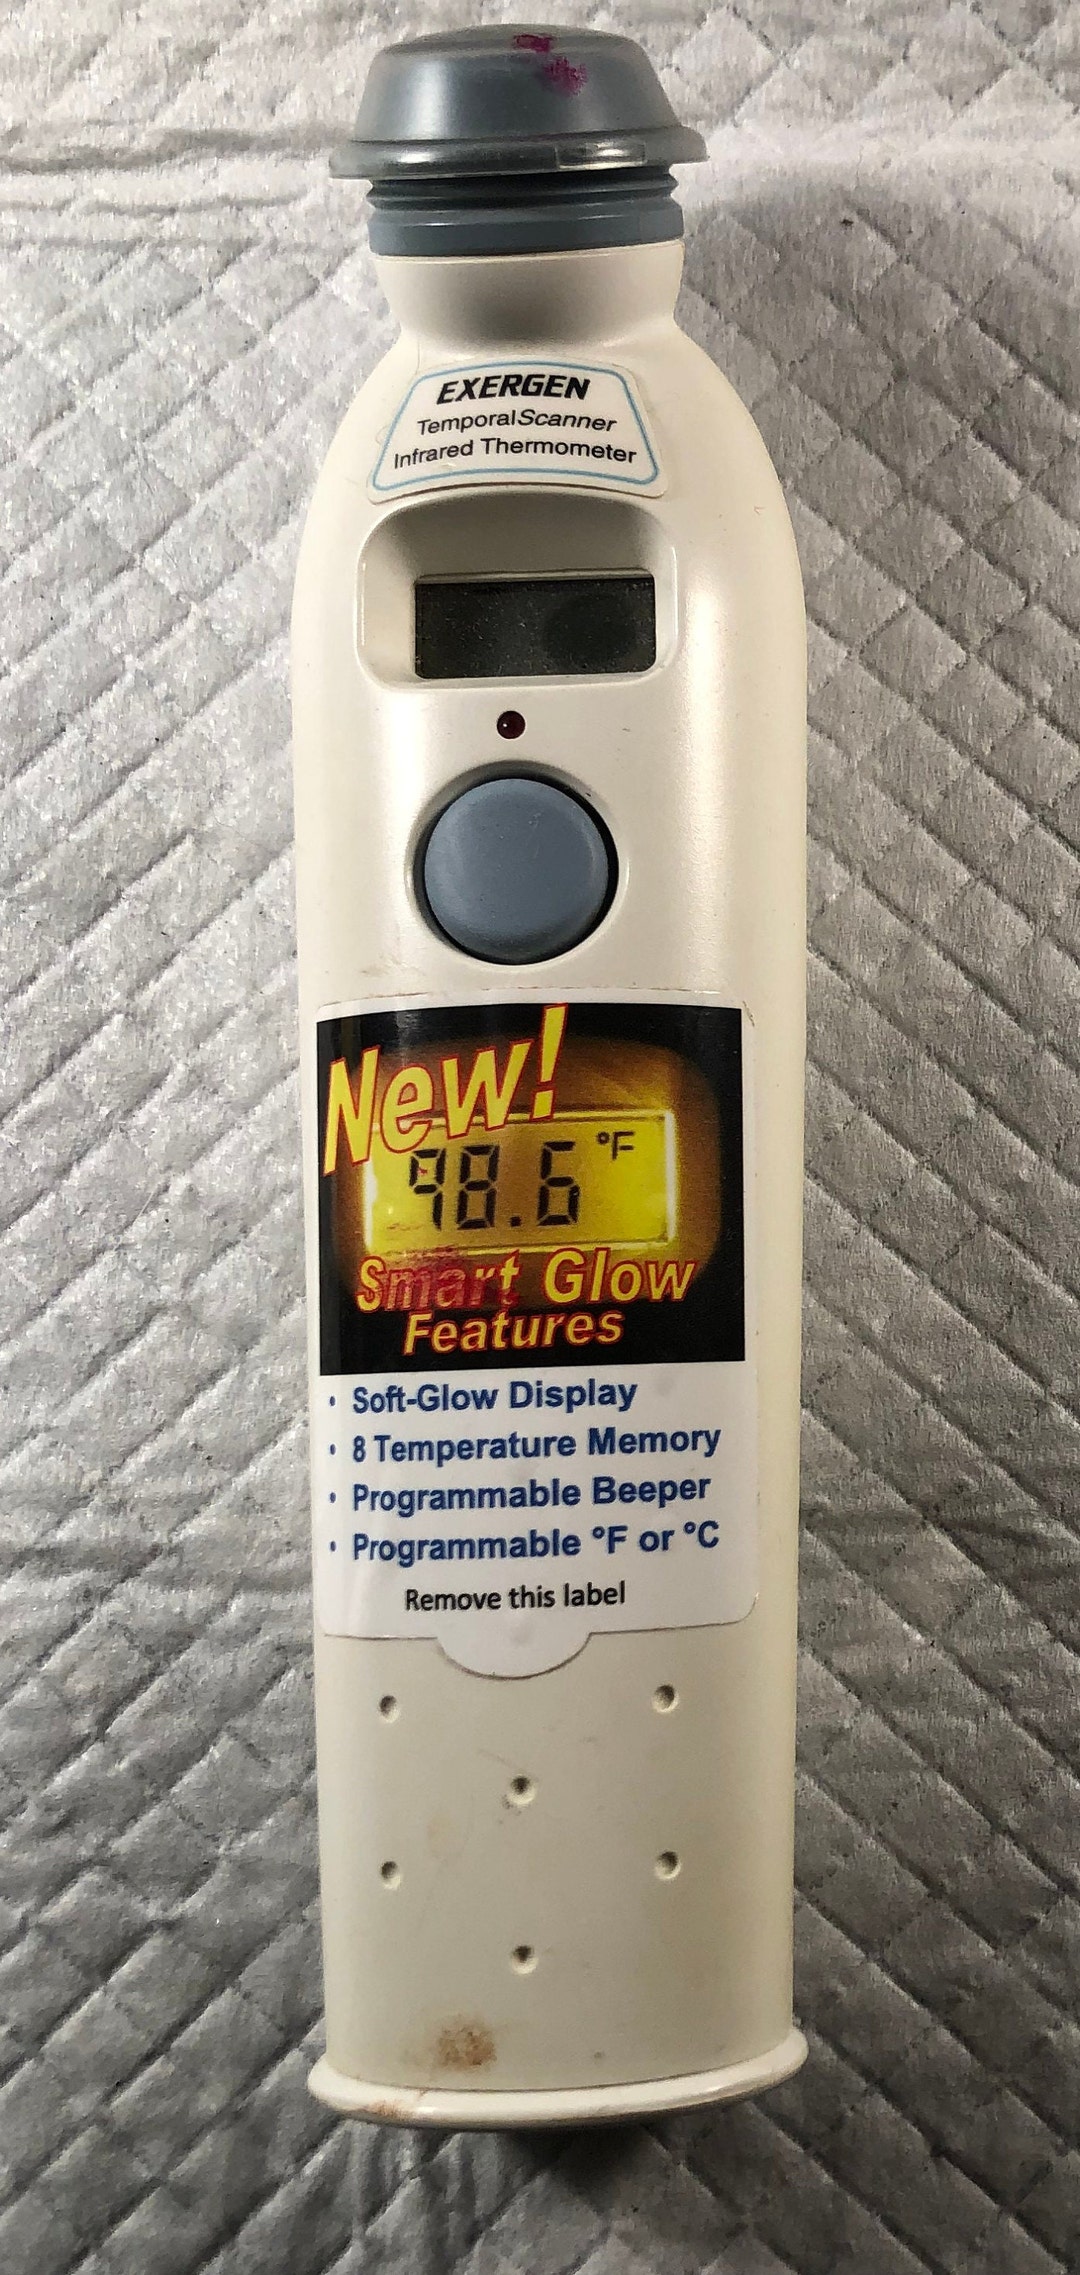 EXERGEN
TemporalScanner
Infrared Thermometer
New!
98.6 °F
Smart Glow
Features
· Soft-Glow Display
· 8 Temperature Memory
· Programmable Beeper
· Programmable °F or °C
Remove this label